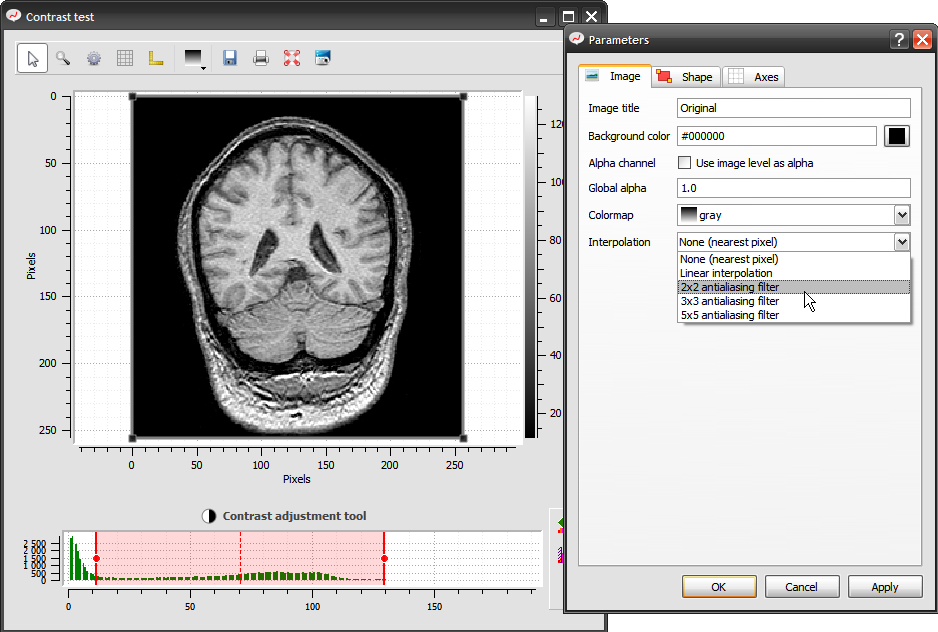 Contrast test
0
50
100
150
200
250
Pixels
0
50
100
150
200
250
Pixels
100
80
60
40
20
Contrast adjustment tool
2 500
2 000
1 500
1 000
500
0
0
50
100
150
Parameters
?
Image
Shape
Axes
Image title
Original
Background color
#000000
Alpha channel
Use image level as alpha
Global alpha
1.0
Colormap
gray
Interpolation
None (nearest pixel)
None (nearest pixel)
Linear interpolation
2x2 antialiasing filter
3x3 antialiasing filter
5x5 antialiasing filter
OK
Cancel
Apply